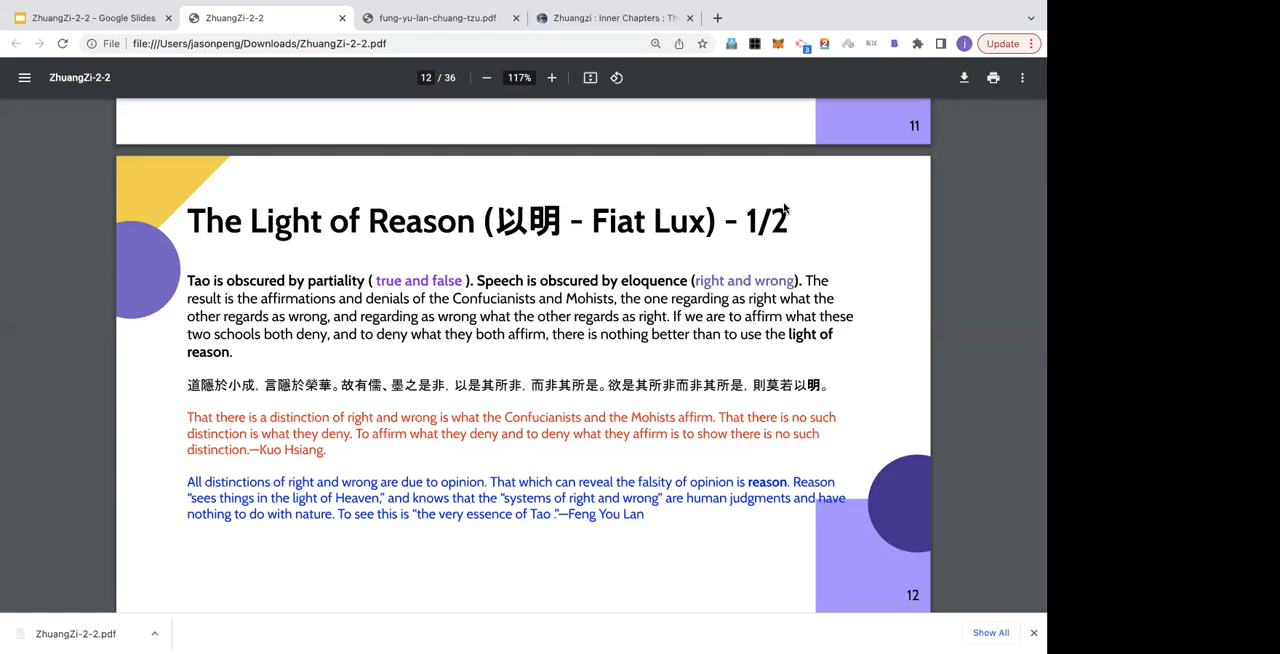 ZhuangZi-2-2 - Google Slides
ZhuangZi-2-2
fung-yu-lan-chuang-tzu.pdf
Zhuangzi : Inner Chapters : Th
File
file:///Users/jasonpeng/Downloads/ZhuangZi-2-2.pdf
Update
ZhuangZi-2-2
12 / 36
117%
11
The Light of Reason (以明 - Fiat Lux) - 1/2
Tao is obscured by partiality ( true and false ). Speech is obscured by eloquence (right and wrong). The
result is the affirmations and denials of the Confucianists and Mohists, the one regarding as right what the
other regards as wrong, and regarding as wrong what the other regards as right. If we are to affirm what these
two schools both deny, and to deny what they both affirm, there is nothing better than to use the light of
reason.
道隱於小成，言隱於榮華。故有儒、墨之是非，以是其所非，而非其所是。欲是其所非而非其所是，則莫若以明。
That there is a distinction of right and wrong is what the Confucianists and the Mohists affirm. That there is no such
distinction is what they deny. To affirm what they deny and to deny what they affirm is to show there is no such
distinction.—Kuo Hsiang.
All distinctions of right and wrong are due to opinion. That which can reveal the falsity of opinion is reason. Reason
“sees things in the light of Heaven,” and knows that the “systems of right and wrong” are human judgments and have
nothing to do with nature. To see this is “the very essence of Tao .”—Feng You Lan
12
ZhuangZi-2-2.pdf
Show All